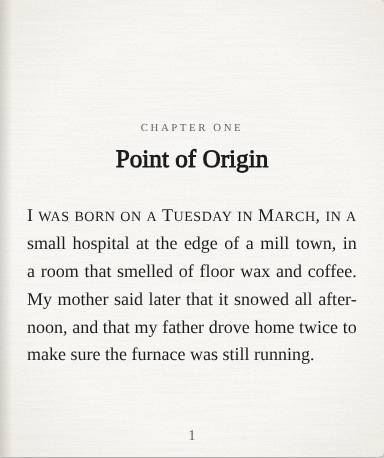 CHAPTER ONE
Point of Origin
I WAS BORN ON A TUESDAY IN MARCH, IN A
small hospital at the edge of a mill town, in
a room that smelled of floor wax and coffee.
My mother said later that it snowed all after-
noon, and that my father drove home twice to
make sure the furnace was still running.
1